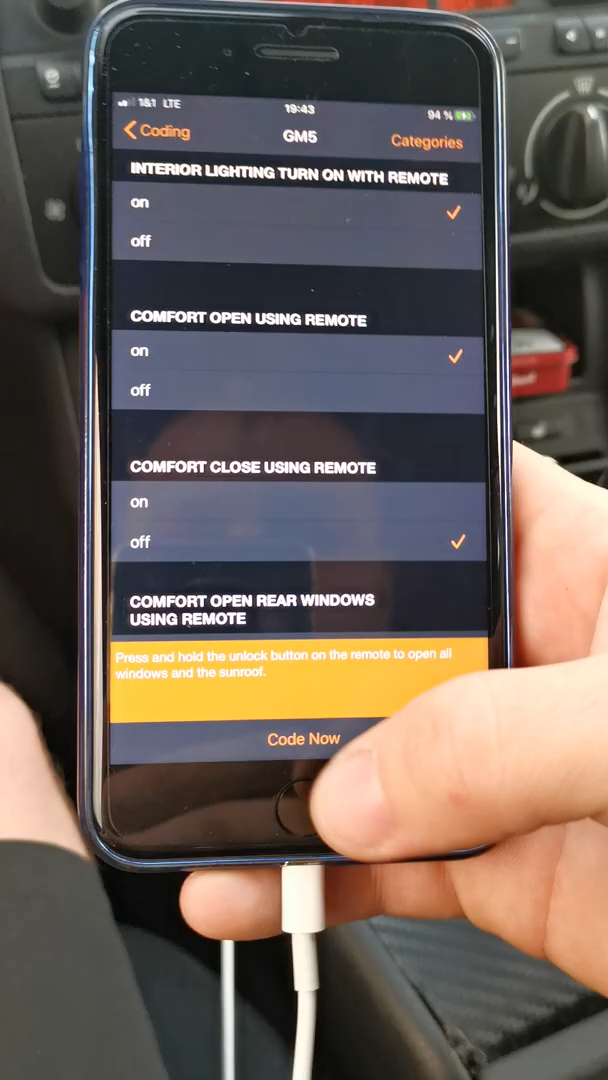 1&1 LTE 19:43 94 %
Coding GM5 Categories
INTERIOR LIGHTING TURN ON WITH REMOTE
on
off
COMFORT OPEN USING REMOTE
on
off
COMFORT CLOSE USING REMOTE
on
off
COMFORT OPEN REAR WINDOWS
USING REMOTE
Press and hold the unlock button on the remote to open all
windows and the sunroof.
Code Now